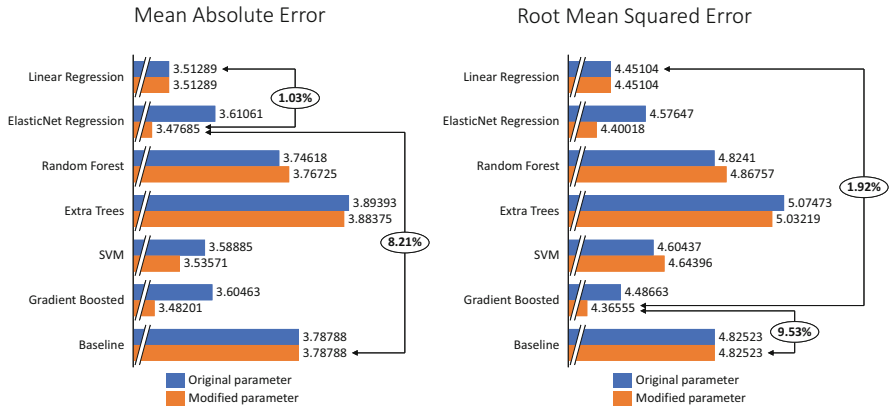 Mean Absolute Error
Linear Regression
3.51289
3.51289
1.03%
ElasticNet Regression
3.61061
3.47685
Random Forest
3.74618
3.76725
Extra Trees
3.89393
3.88375
8.21%
SVM
3.58885
3.53571
Gradient Boosted
3.60463
3.48201
Baseline
3.78788
3.78788
Original parameter
Modified parameter
Root Mean Squared Error
Linear Regression
4.45104
4.45104
ElasticNet Regression
4.57647
4.40018
Random Forest
4.8241
4.86757
1.92%
Extra Trees
5.07473
5.03219
SVM
4.60437
4.64396
Gradient Boosted
4.48663
4.36555
9.53%
Baseline
4.82523
4.82523
Original parameter
Modified parameter